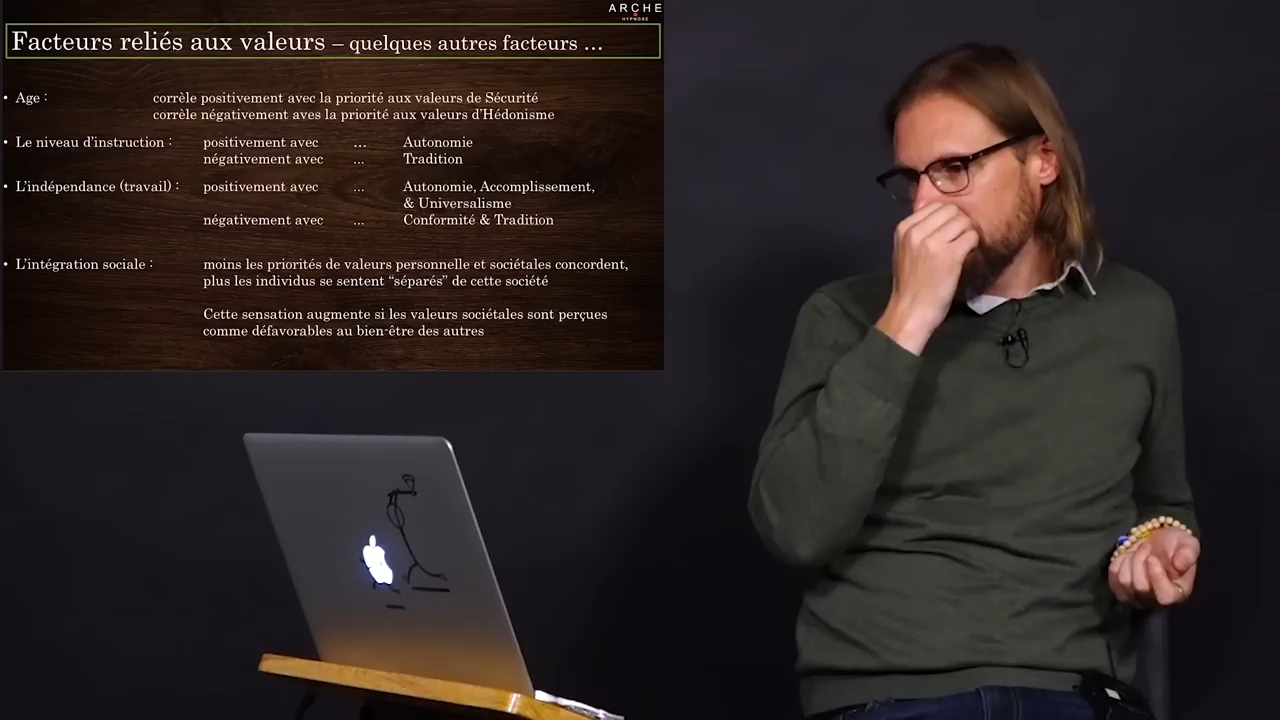 ARCHE
HYPNOSE
Facteurs reliés aux valeurs – quelques autres facteurs …
• Age : corrèle positivement avec la priorité aux valeurs de Sécurité
corrèle négativement aves la priorité aux valeurs d’Hédonisme
• Le niveau d’instruction : positivement avec … Autonomie
négativement avec ... Tradition
• L’indépendance (travail) : positivement avec ... Autonomie, Accomplissement,
& Universalisme
négativement avec ... Conformité & Tradition
• L’intégration sociale : moins les priorités de valeurs personnelle et sociétales concordent,
plus les individus se sentent “séparés” de cette société
Cette sensation augmente si les valeurs sociétales sont perçues
comme défavorables au bien-être des autres